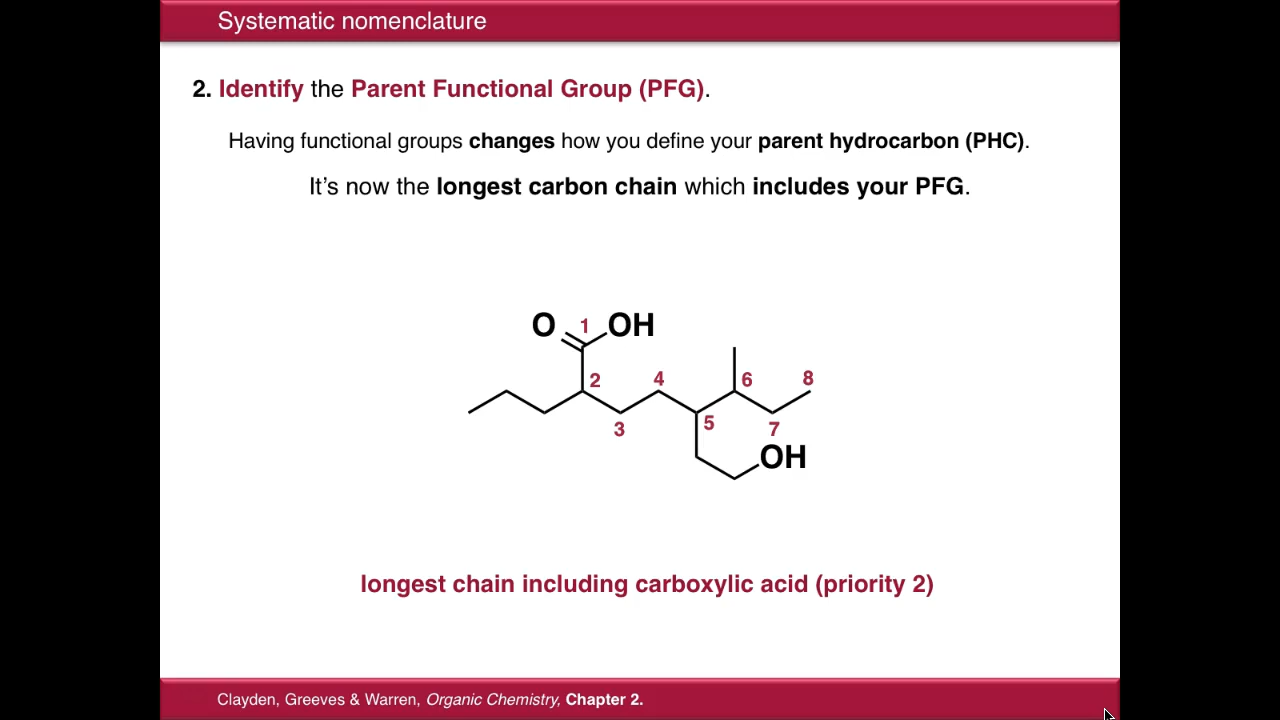 Systematic nomenclature
2. Identify the Parent Functional Group (PFG).
Having functional groups changes how you define your parent hydrocarbon (PHC).
It's now the longest carbon chain which includes your PFG.
O 1 OH
2 4 6 8
3 5 7
OH
longest chain including carboxylic acid (priority 2)
Clayden, Greeves & Warren, Organic Chemistry, Chapter 2.